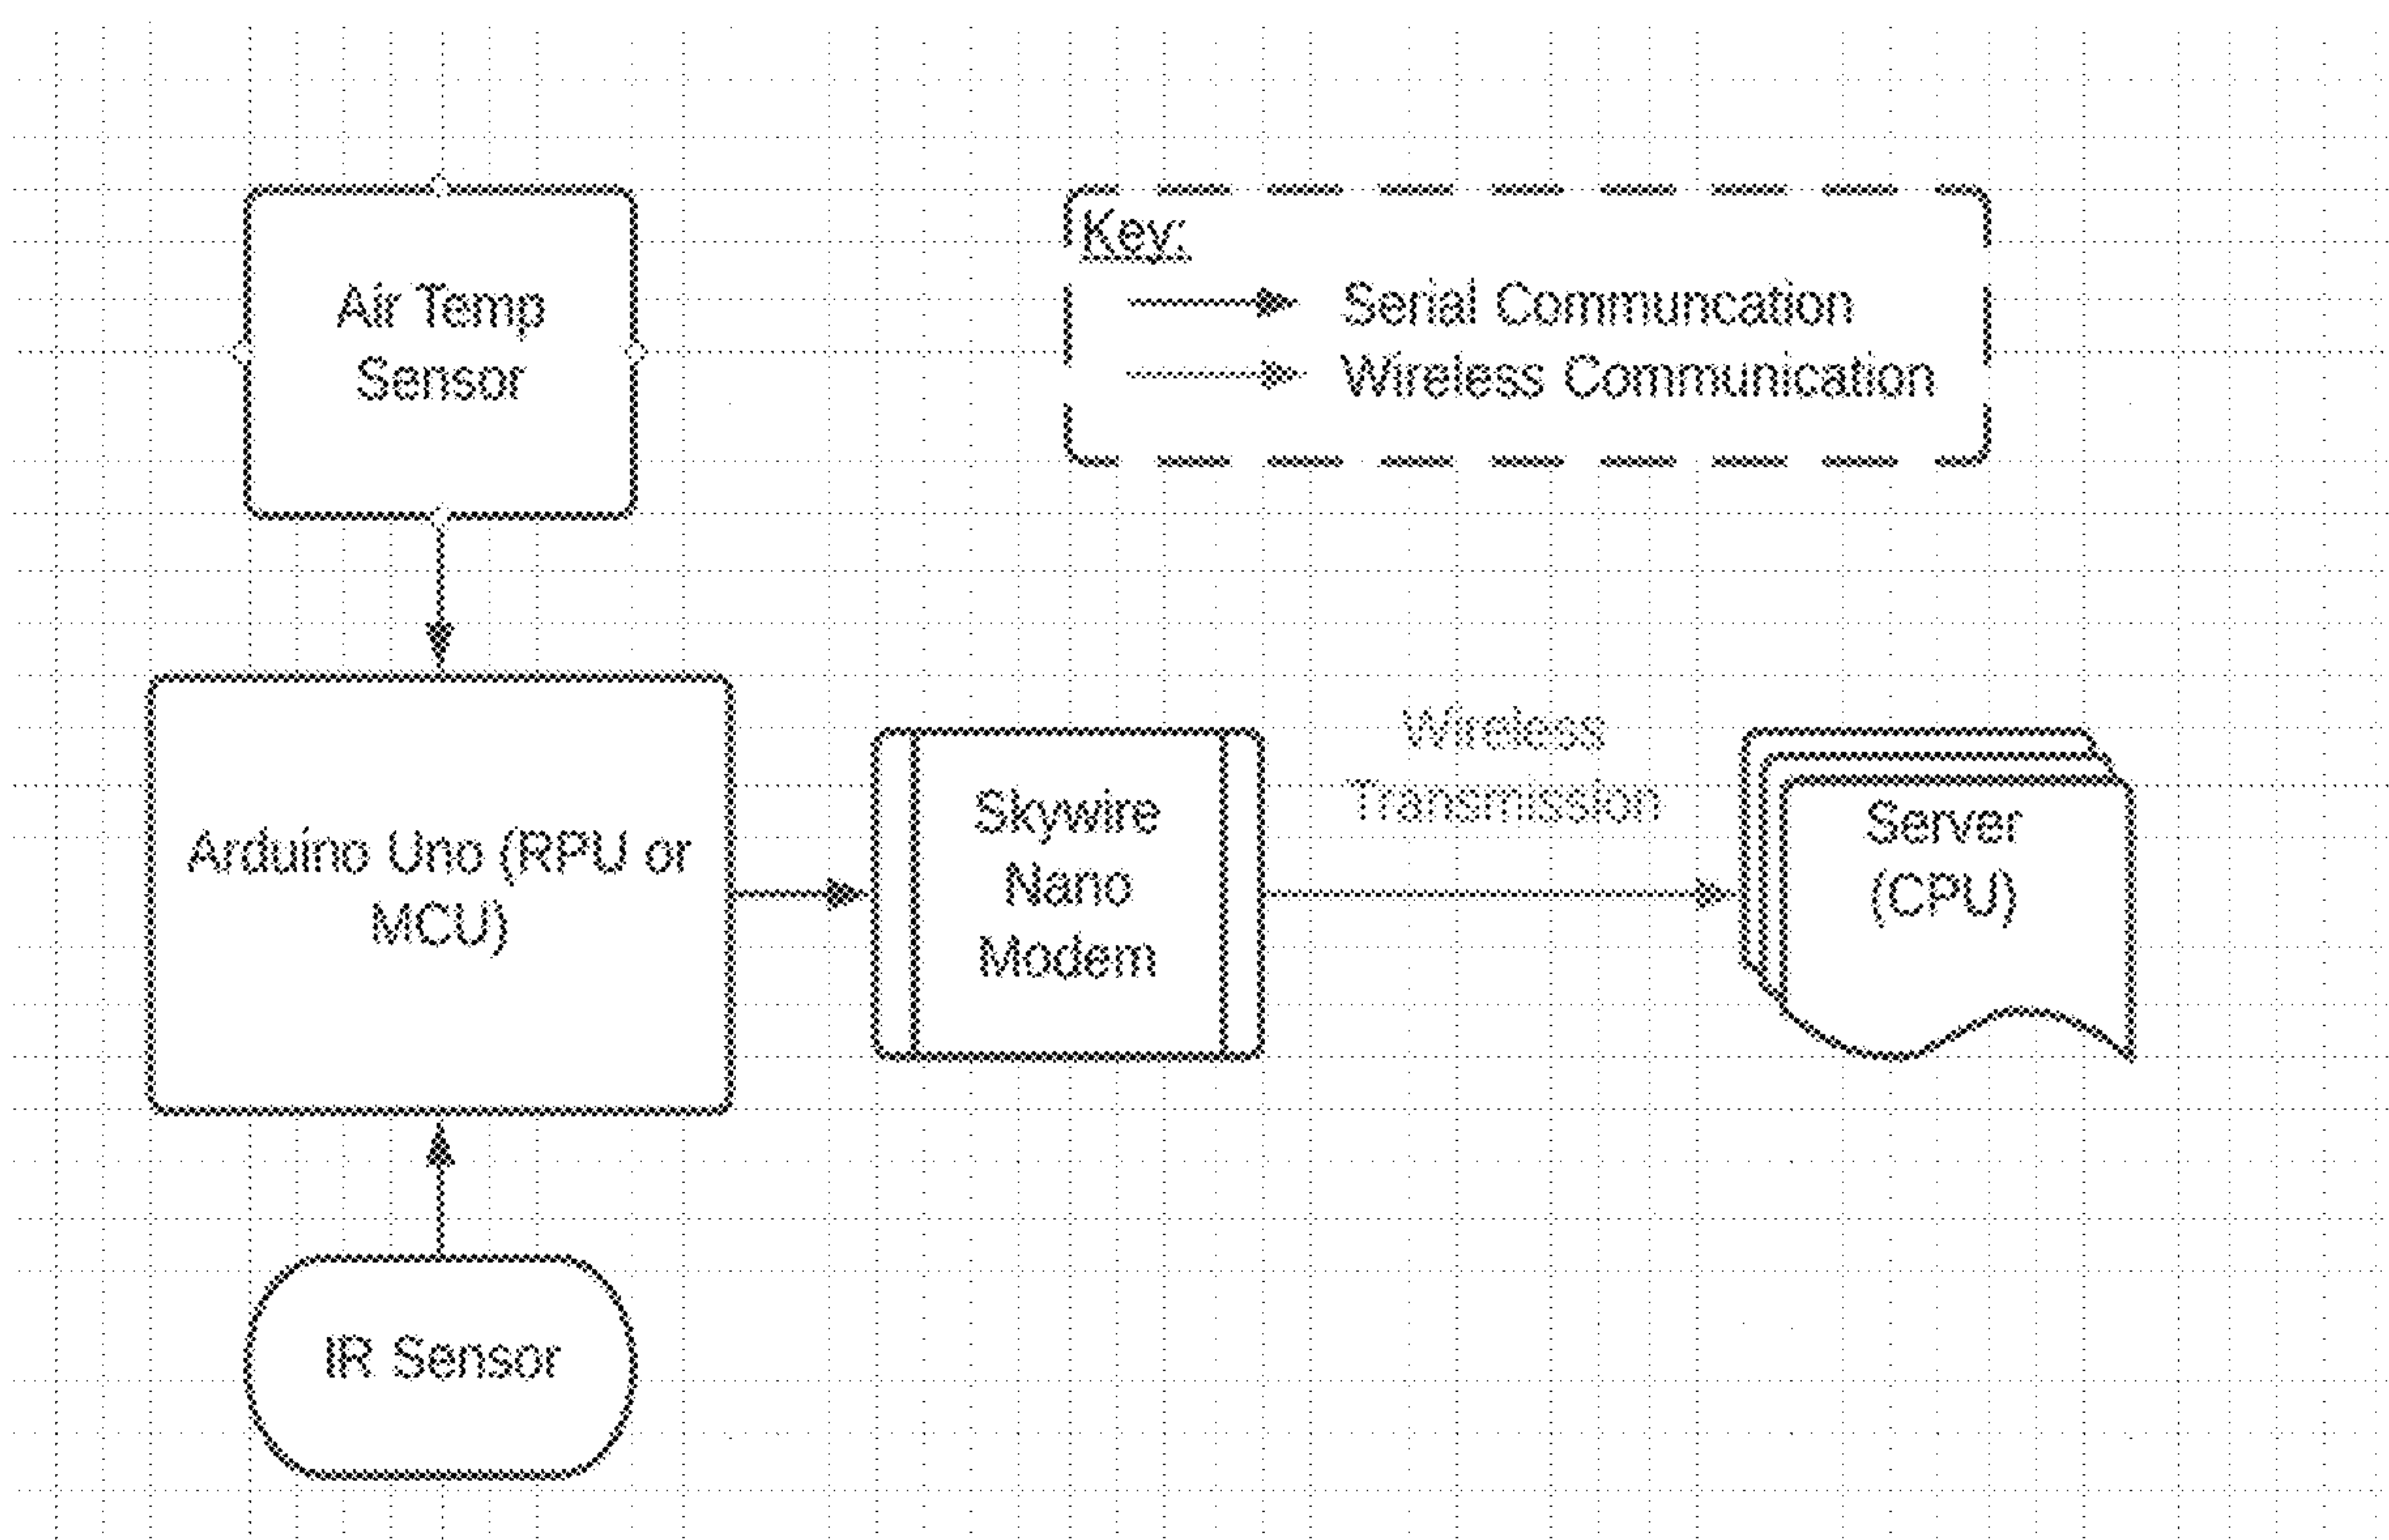 Air Temp
Sensor
Key:
Serial Communcation
Wireless Communication
Arduino Uno (RPU or
MCU)
Skywire
Nano
Modem
Wireless
Transmission
Server
(CPU)
IR Sensor